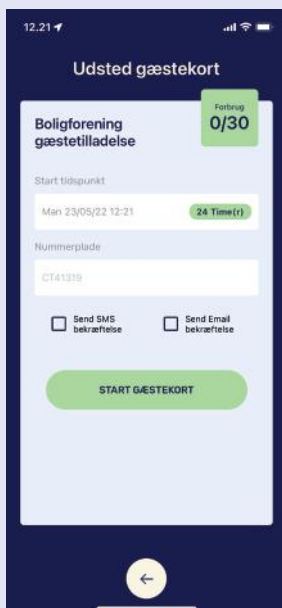 12.21
Udsted gæstekort
Forbrug
0/30
Boligforening
gæstetilladelse
Start tidspunkt
Man 23/05/22 12:21
24 Time(r)
Nummerplade
CT41319
Send SMS
bekræftelse
Send Email
bekræftelse
START GÆSTEKORT